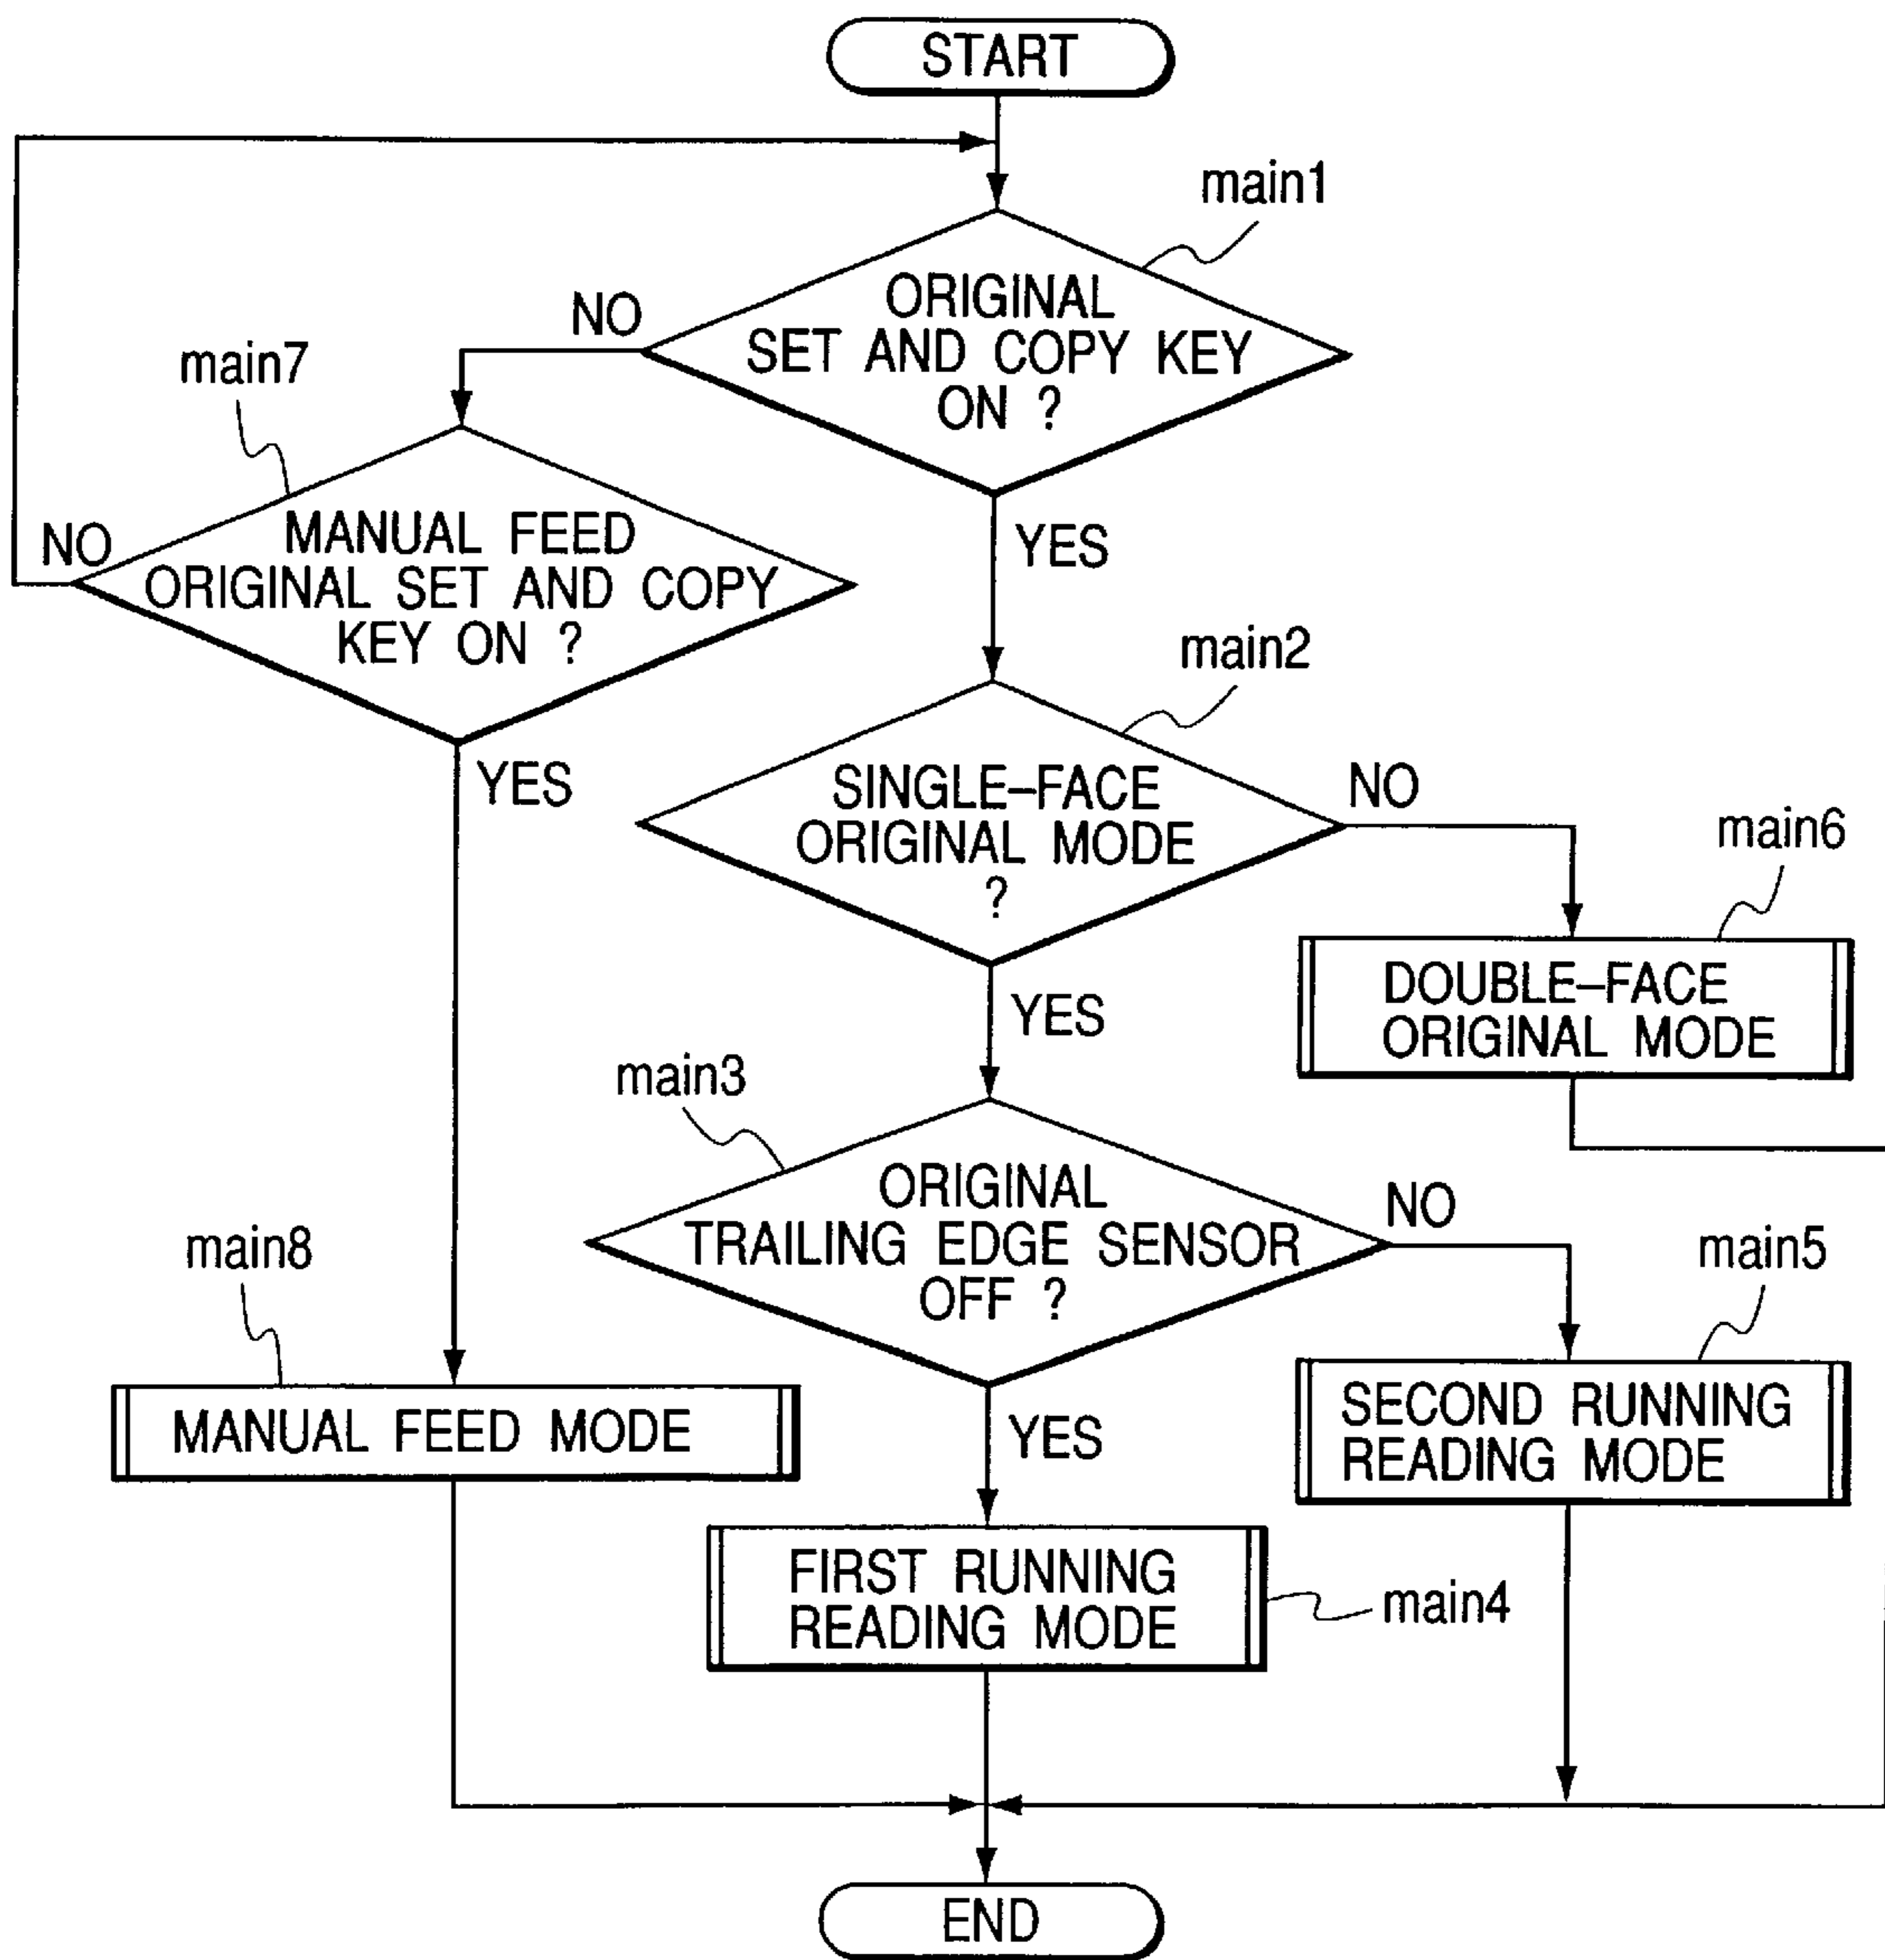 START
main1
ORIGINAL
SET AND COPY KEY
ON ?
NO
main7
MANUAL FEED
ORIGINAL SET AND COPY
KEY ON ?
NO
YES
YES
main2
SINGLE-FACE
ORIGINAL MODE
?
NO
main6
DOUBLE-FACE
ORIGINAL MODE
YES
main3
ORIGINAL
TRAILING EDGE SENSOR
OFF ?
NO
main5
main8
MANUAL FEED MODE
YES
SECOND RUNNING
READING MODE
FIRST RUNNING
READING MODE
main4
END